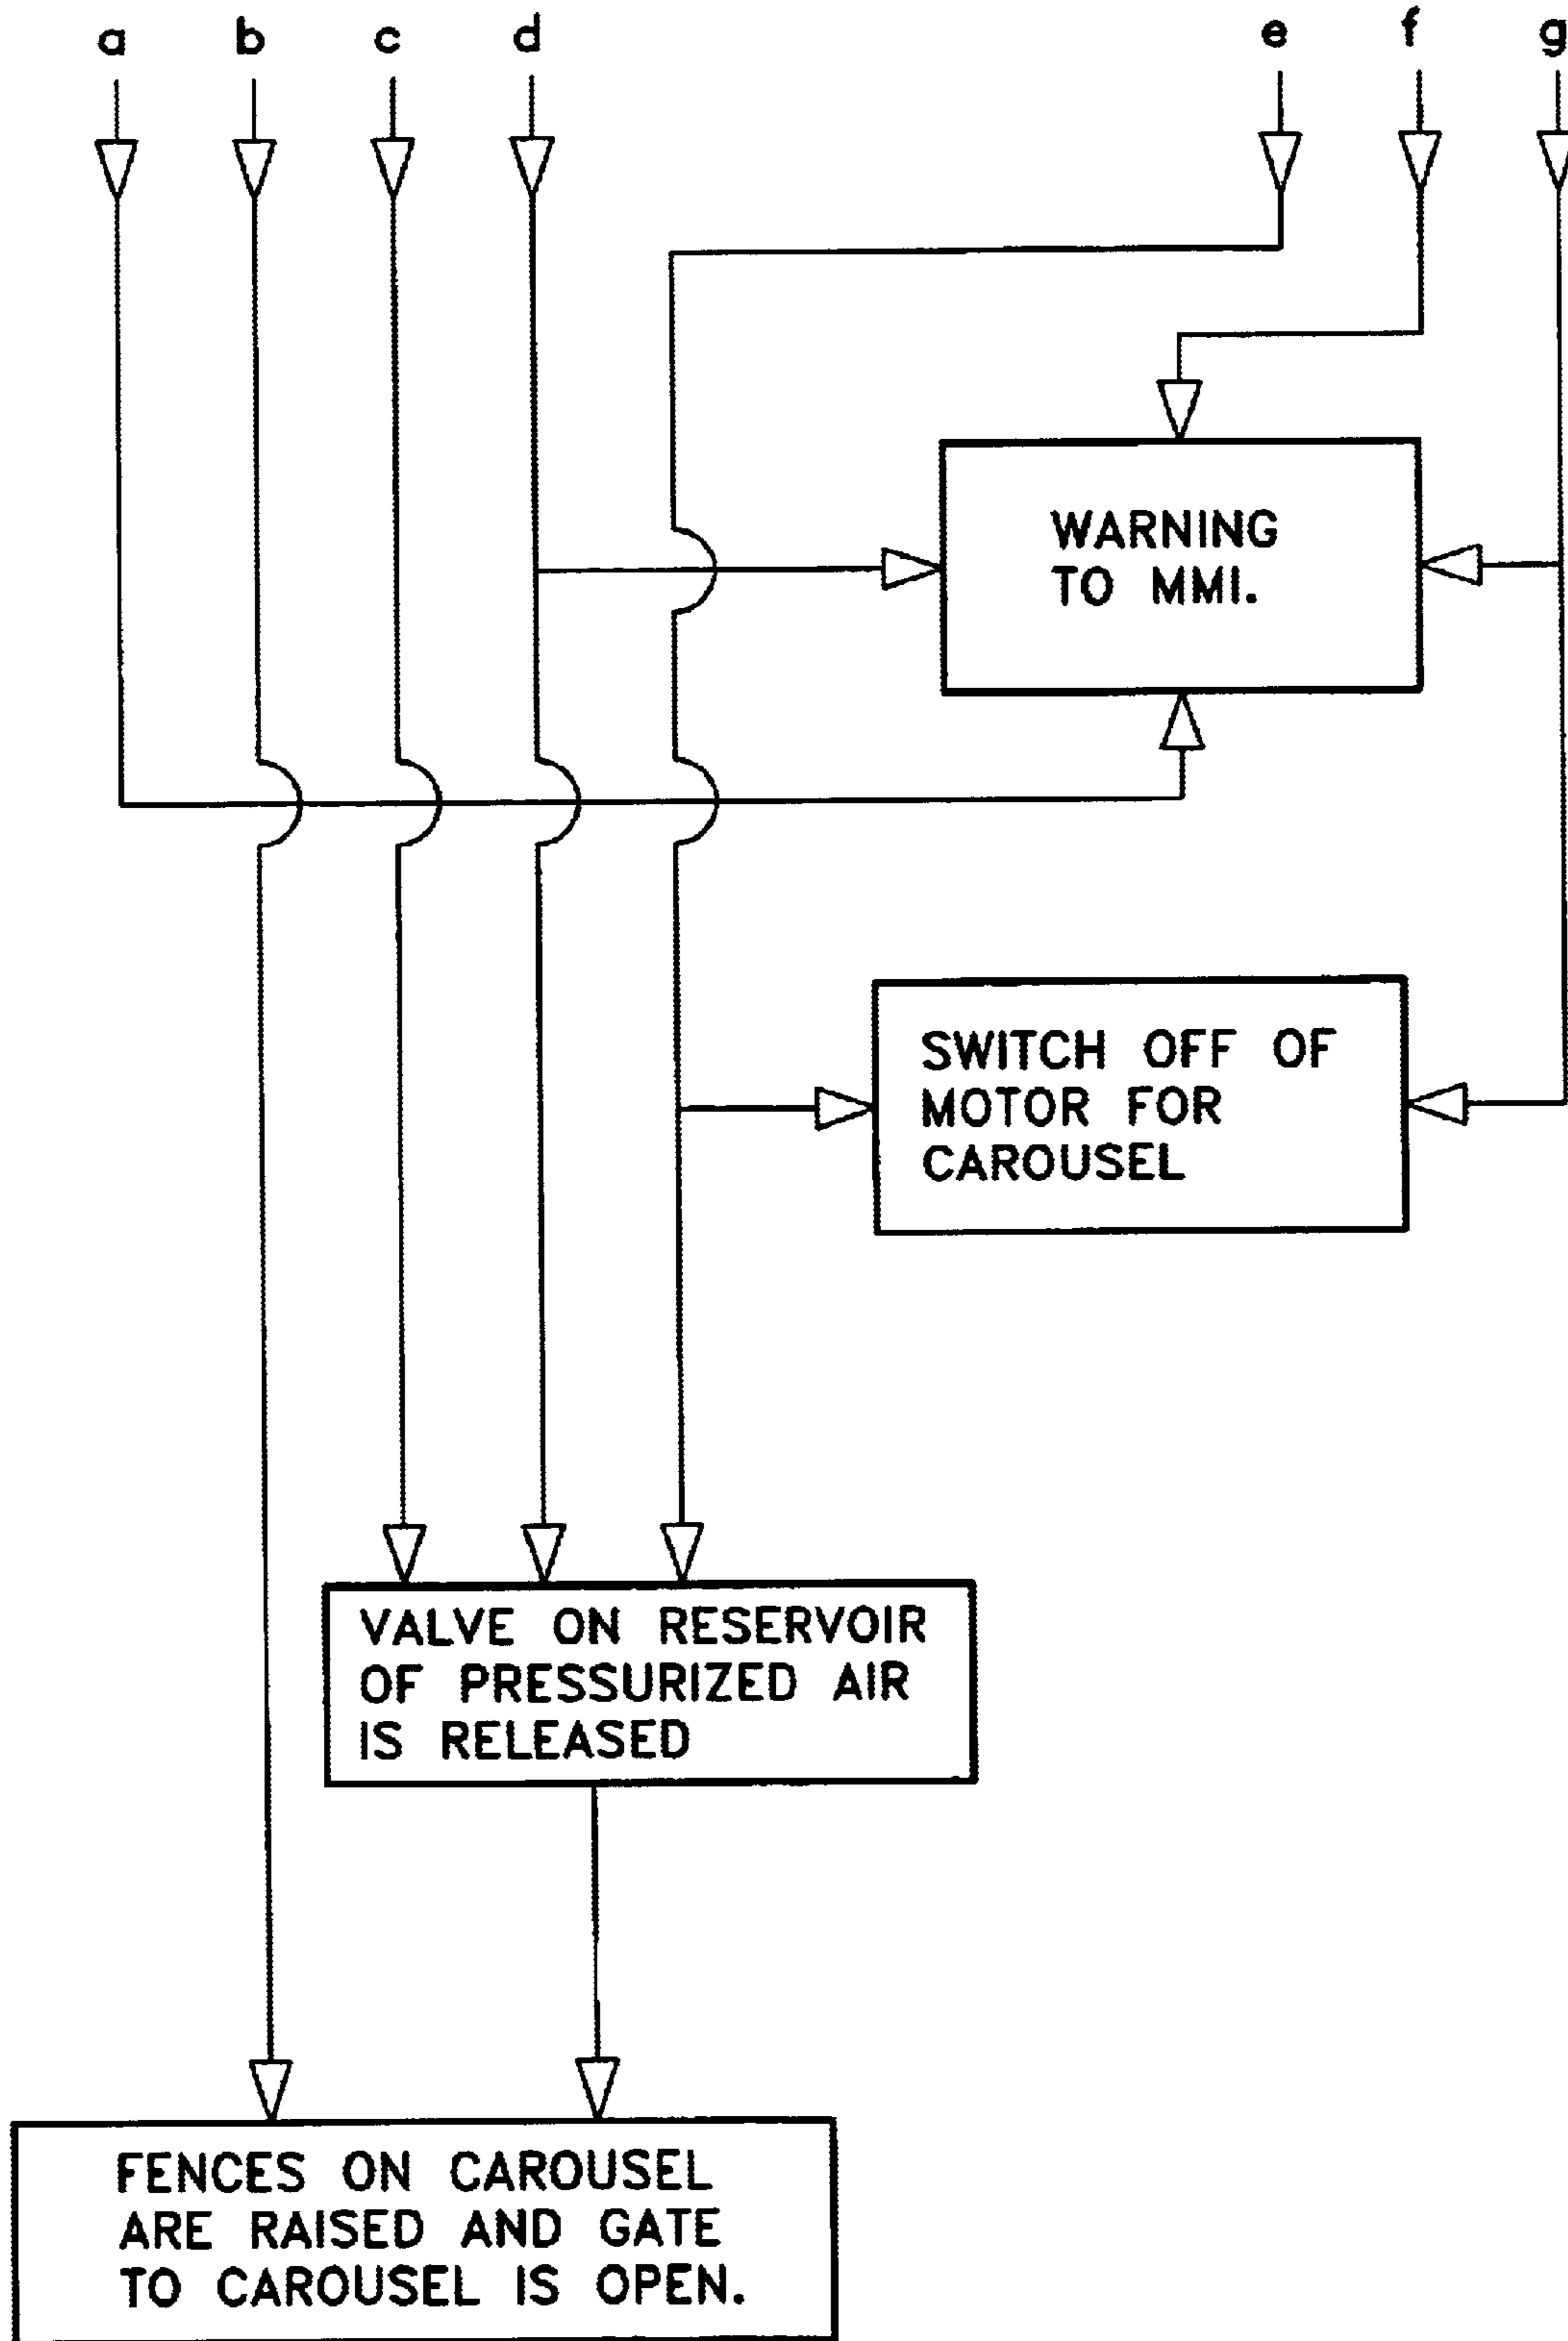 a b c d e f g
WARNING
TO MMI.
SWITCH OFF OF
MOTOR FOR
CAROUSEL
VALVE ON RESERVOIR
OF PRESSURIZED AIR
IS RELEASED
FENCES ON CAROUSEL
ARE RAISED AND GATE
TO CAROUSEL IS OPEN.